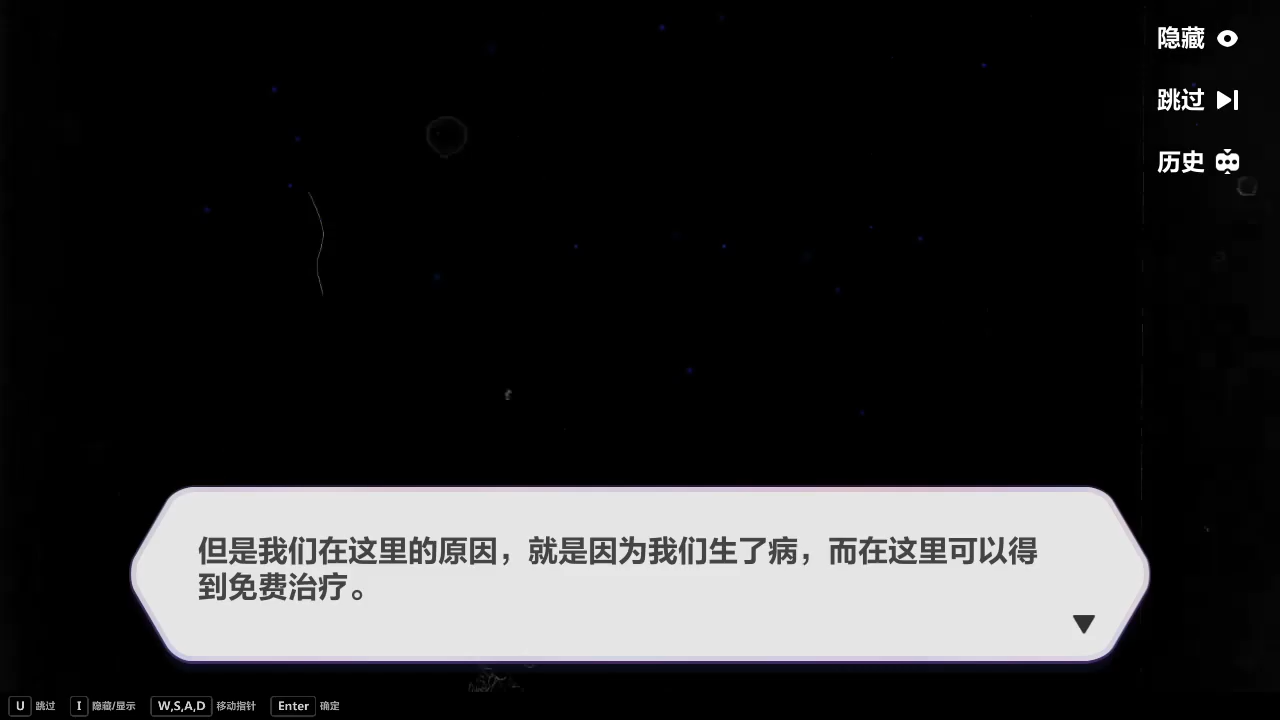 隐藏
跳过
历史
但是我们在这里的原因，就是因为我们生了病，而在这里可以得
到免费治疗。
U 跳过 I 隐藏/显示 W,S,A,D 移动指针 Enter 确定